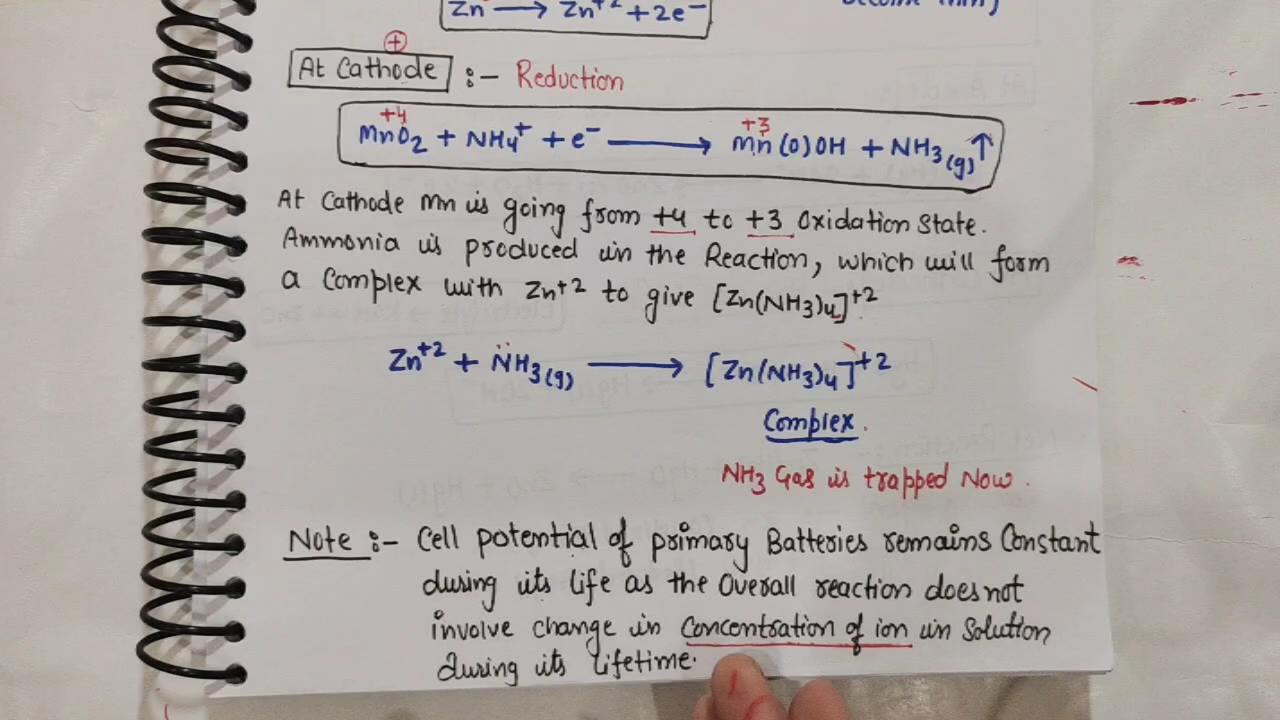 Zn ⟶ Zn+2 + 2e⁻
⊕
At Cathode :- Reduction
+4 +3
MnO₂ + NH₄⁺ + e⁻ ⟶ Mn(O)OH + NH₃(g)↑
At Cathode Mn is going from +4 to +3 Oxidation State.
Ammonia is produced in the Reaction, which will form
a Complex with Zn+2 to give [Zn(NH₃)₄]+2
Zn+2 + N̈H₃(g) ⟶ [Zn(NH₃)₄]+2
Complex.
NH₃ Gas is trapped Now.
Note :- Cell potential of primary Batteries remains Constant
during its life as the Overall reaction does not
involve change in Concentration of ion in Solution
during its lifetime.